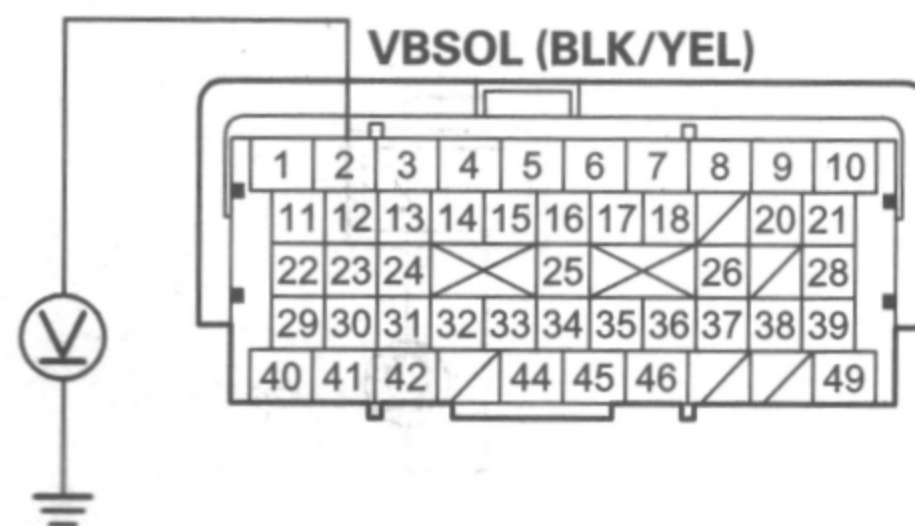 VBSOL (BLK/YEL)
1 2 3 4 5 6 7 8 9 10
11 12 13 14 15 16 17 18 20 21
22 23 24 25 26 28
29 30 31 32 33 34 35 36 37 38 39
40 41 42 44 45 46 49
V